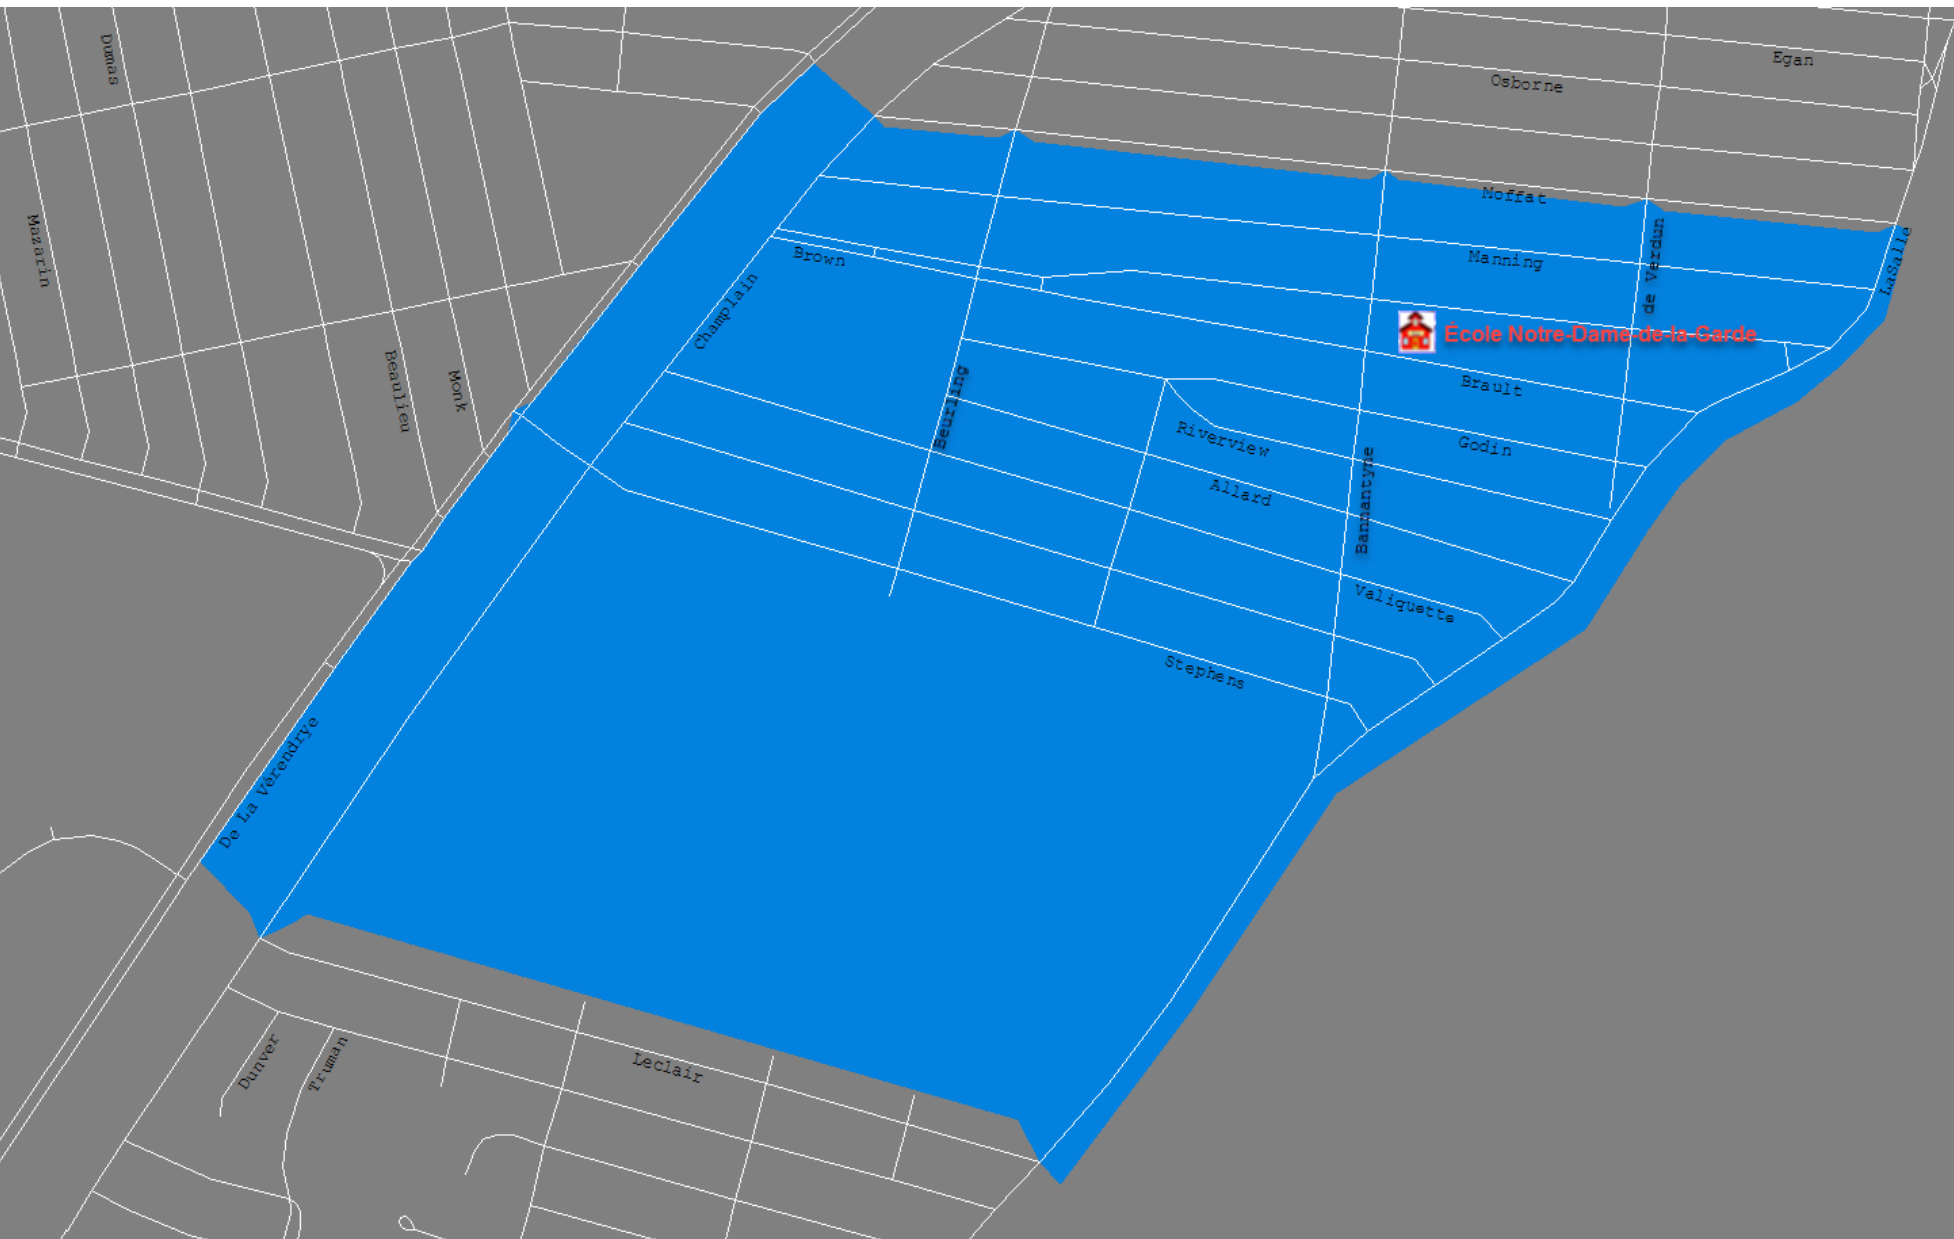 Dumas
Egan
Osborne
Moffat
Mazarin
de Verdun
LaSalle
Brown
Manning
Champlain
École Notre-Dame-de-la-Garde
Beaulieu
Monk
Brault
Beurling
Riverview
Godin
Allard
Bannantyne
Valiquette
Stephens
De La Vérendrye
Dunver
Truman
Leclair